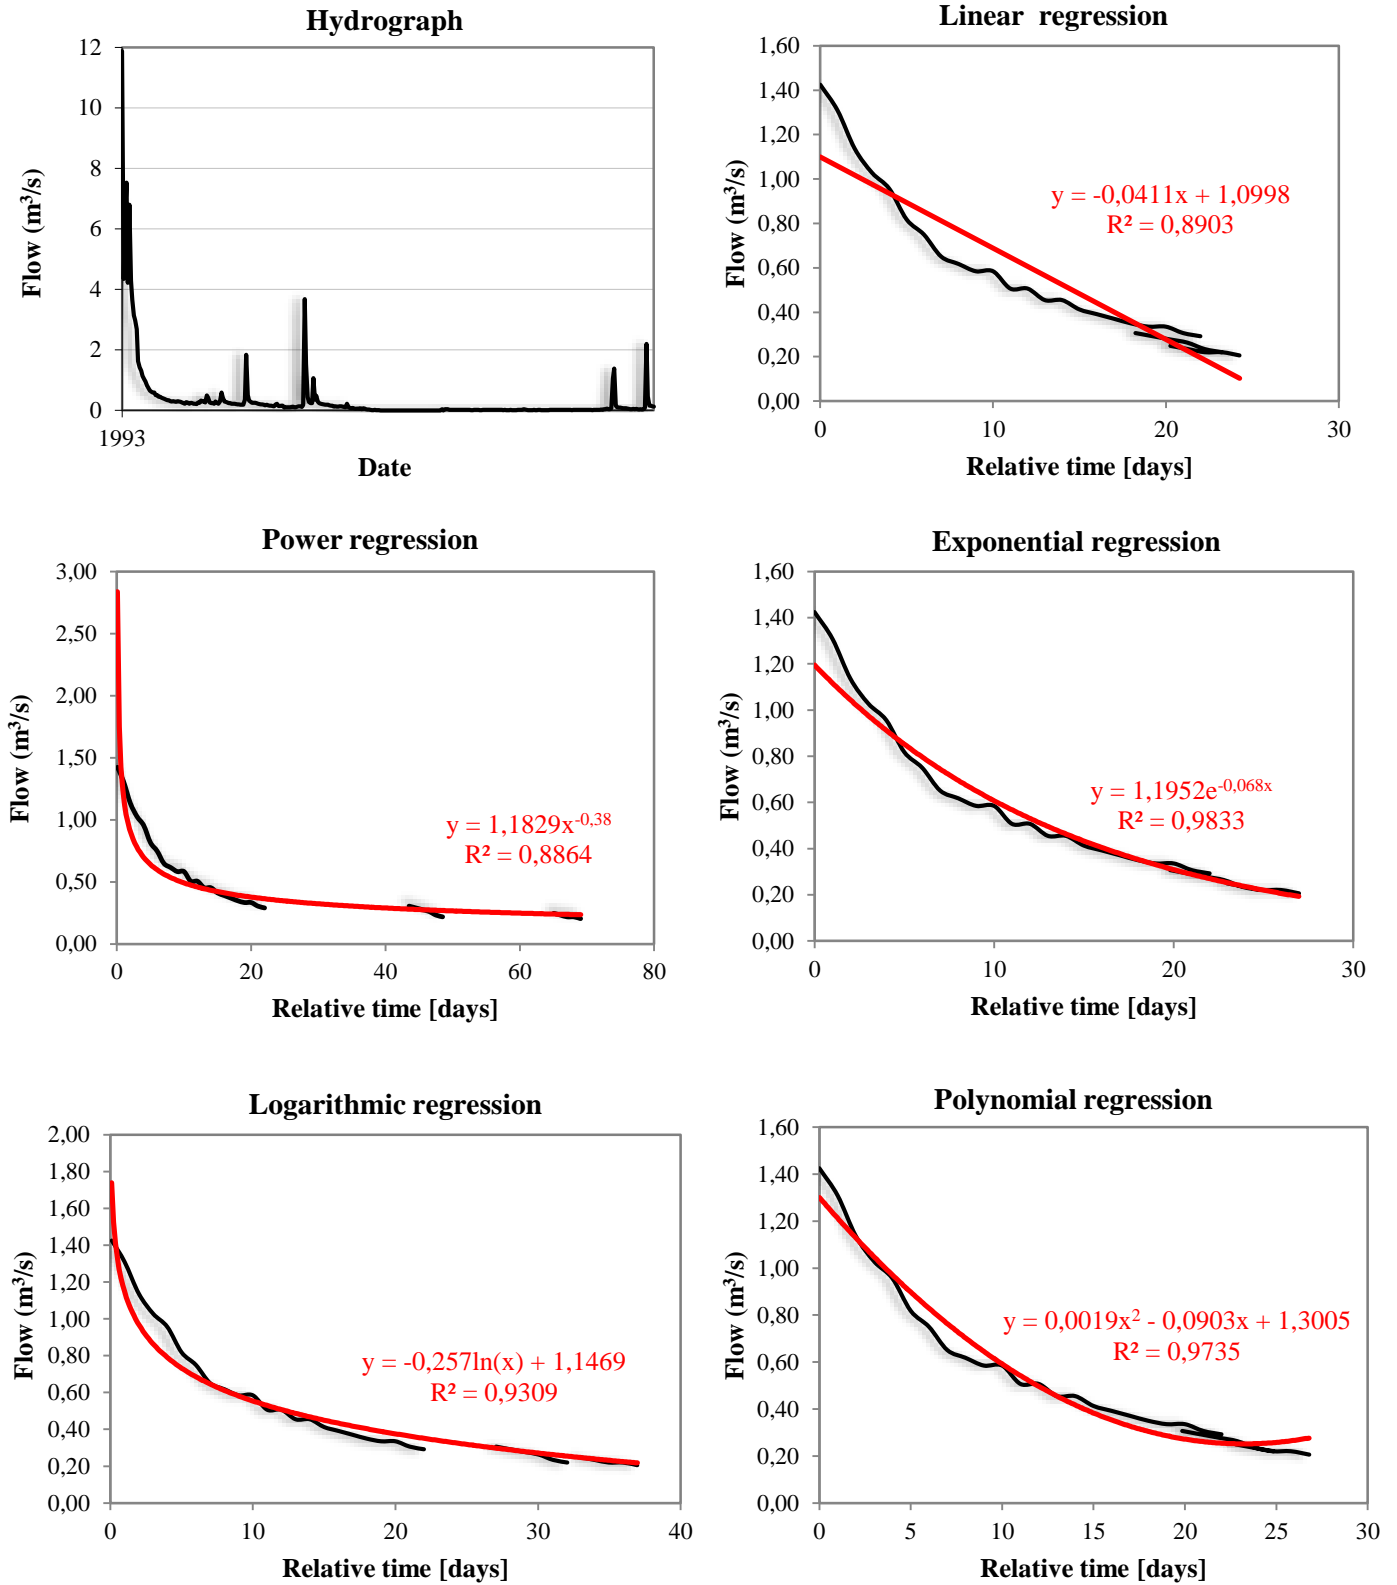 Hydrograph
12
10
8
6
4
2
0
1993
Flow (m³/s)
Date
Linear regression
1,60
1,40
1,20
1,00
0,80
0,60
0,40
0,20
0,00
0 10 20 30
Flow (m³/s)
Relative time [days]
y = -0,0411x + 1,0998
R² = 0,8903
Power regression
3,00
2,50
2,00
1,50
1,00
0,50
0,00
0 20 40 60 80
Flow (m³/s)
Relative time [days]
y = 1,1829x^-0,38
R² = 0,8864
Exponential regression
1,60
1,40
1,20
1,00
0,80
0,60
0,40
0,20
0,00
0 10 20 30
Flow (m³/s)
Relative time [days]
y = 1,1952e^-0,068x
R² = 0,9833
Logarithmic regression
2,00
1,80
1,60
1,40
1,20
1,00
0,80
0,60
0,40
0,20
0,00
0 10 20 30 40
Flow (m³/s)
Relative time [days]
y = -0,257ln(x) + 1,1469
R² = 0,9309
Polynomial regression
1,60
1,40
1,20
1,00
0,80
0,60
0,40
0,20
0,00
0 5 10 15 20 25 30
Flow (m³/s)
Relative time [days]
y = 0,0019x² - 0,0903x + 1,3005
R² = 0,9735